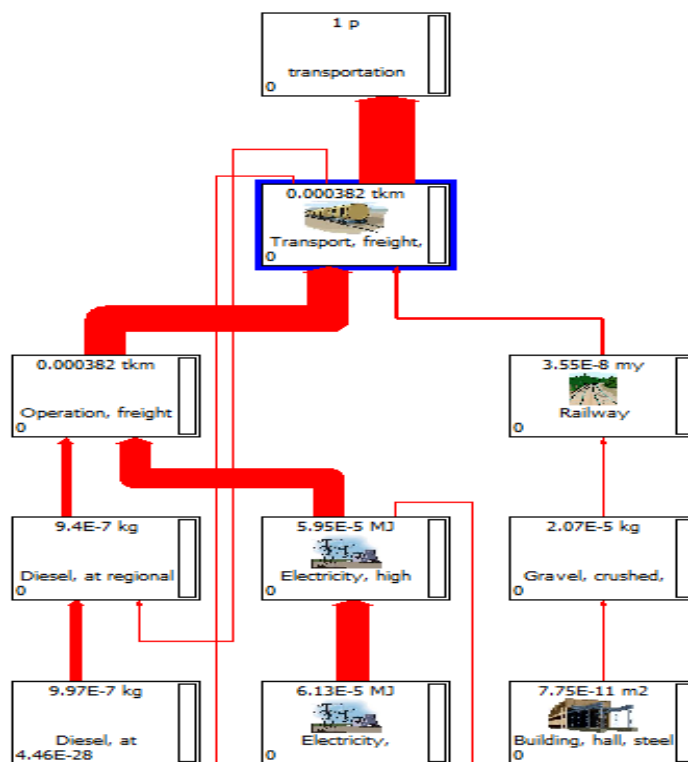 1 p
transportation
0
0.000382 tkm
Transport, freight,
0
0.000382 tkm
Operation, freight
0
3.55E-8 my
Railway
0
9.4E-7 kg
Diesel, at regional
0
5.95E-5 MJ
Electricity, high
0
2.07E-5 kg
Gravel, crushed,
0
9.97E-7 kg
Diesel, at
4.46E-28
6.13E-5 MJ
Electricity,
0
7.75E-11 m2
Building, hall, steel
0